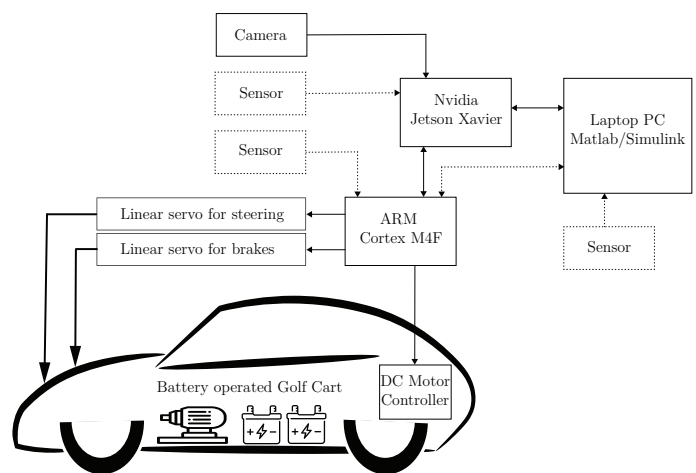 Camera
Sensor
Nvidia
Jetson Xavier
Laptop PC
Matlab/Simulink
Sensor
Linear servo for steering
ARM
Cortex M4F
Linear servo for brakes
Sensor
Battery operated Golf Cart
DC Motor
Controller